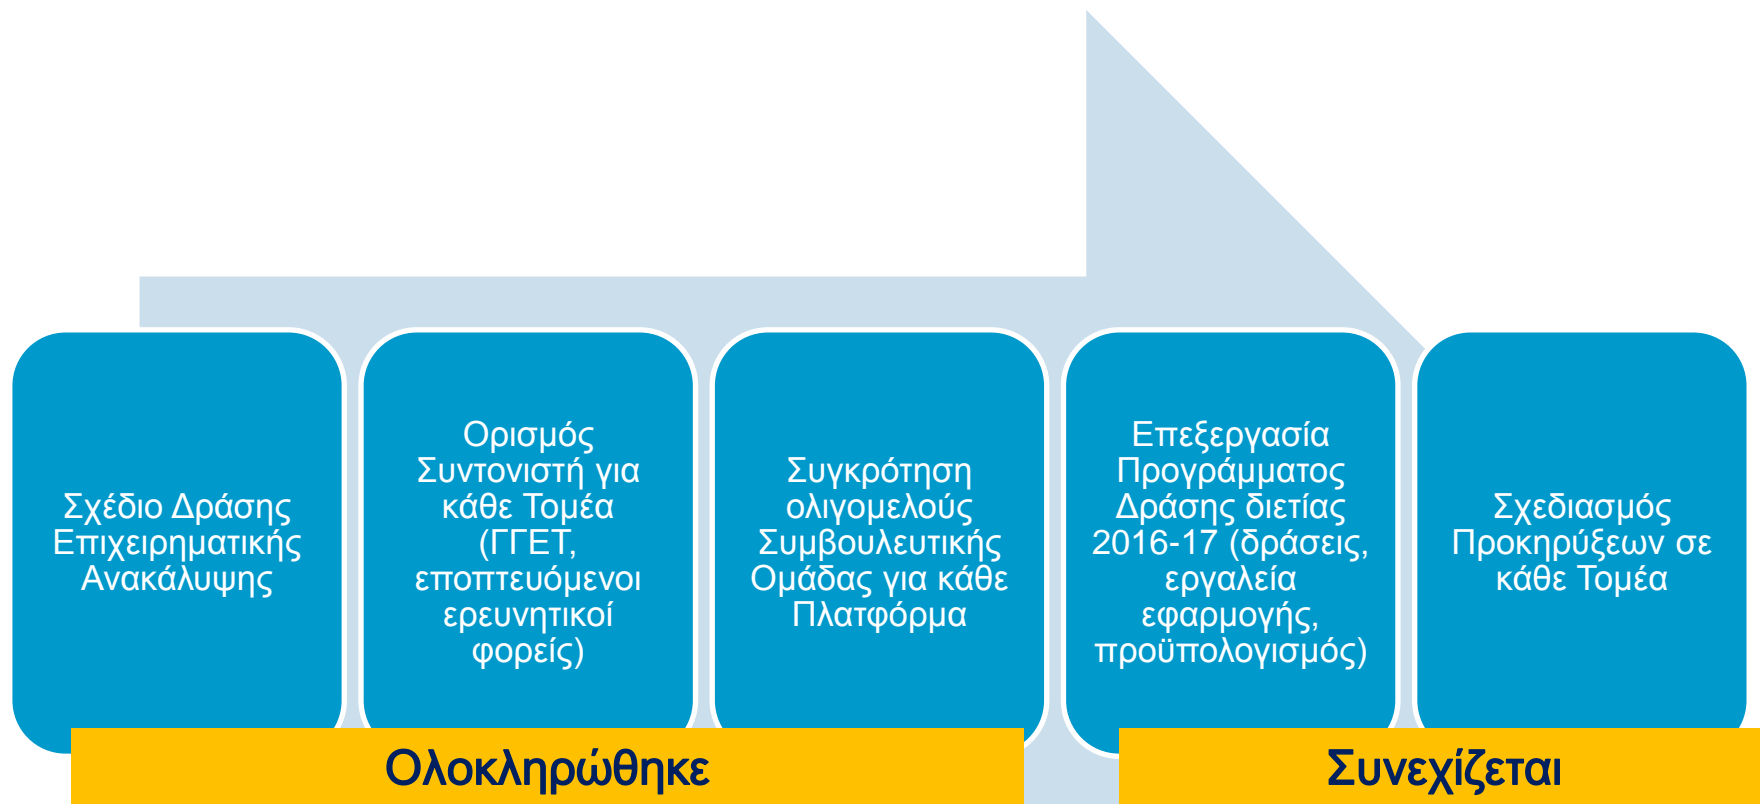 Σχέδιο Δράσης
Επιχειρηματικής
Ανακάλυψης
Ορισμός
Συντονιστή για
κάθε Τομέα
(ΓΓΕΤ,
εποπτευόμενοι
ερευνητικοί
φορείς)
Συγκρότηση
ολιγομελούς
Συμβουλευτικής
Ομάδας για κάθε
Πλατφόρμα
Επεξεργασία
Προγράμματος
Δράσης διετίας
2016-17 (δράσεις,
εργαλεία
εφαρμογής,
προϋπολογισμός)
Σχεδιασμός
Προκηρύξεων σε
κάθε Τομέα
Ολοκληρώθηκε
Συνεχίζεται